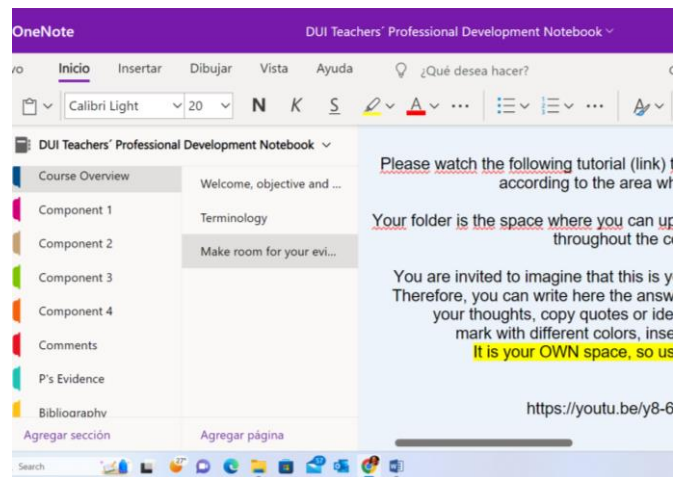 OneNote
DUI Teachers´ Professional Development Notebook
vo Inicio Insertar Dibujar Vista Ayuda ¿Qué desea hacer?
Calibri Light 20 N K S A
DUI Teachers´ Professional Development Notebook
Course Overview
Component 1
Component 2
Component 3
Component 4
Comments
P's Evidence
Bibliography
Agregar sección
Welcome, objective and ...
Terminology
Make room for your evi...
Agregar página
Please watch the following tutorial (link) t
according to the area wh
Your folder is the space where you can up
throughout the co
You are invited to imagine that this is y
Therefore, you can write here the answ
your thoughts, copy quotes or ide
mark with different colors, inse
It is your OWN space, so us
https://youtu.be/y8-6
Search
27°